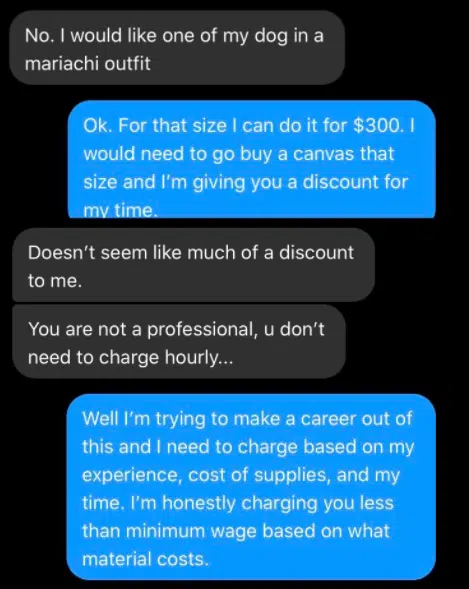 No. I would like one of my dog in a
mariachi outfit
Ok. For that size I can do it for $300. I
would need to go buy a canvas that
size and I'm giving you a discount for
my time.
Doesn't seem like much of a discount
to me.
You are not a professional, u don't
need to charge hourly...
Well I'm trying to make a career out of
this and I need to charge based on my
experience, cost of supplies, and my
time. I'm honestly charging you less
than minimum wage based on what
material costs.